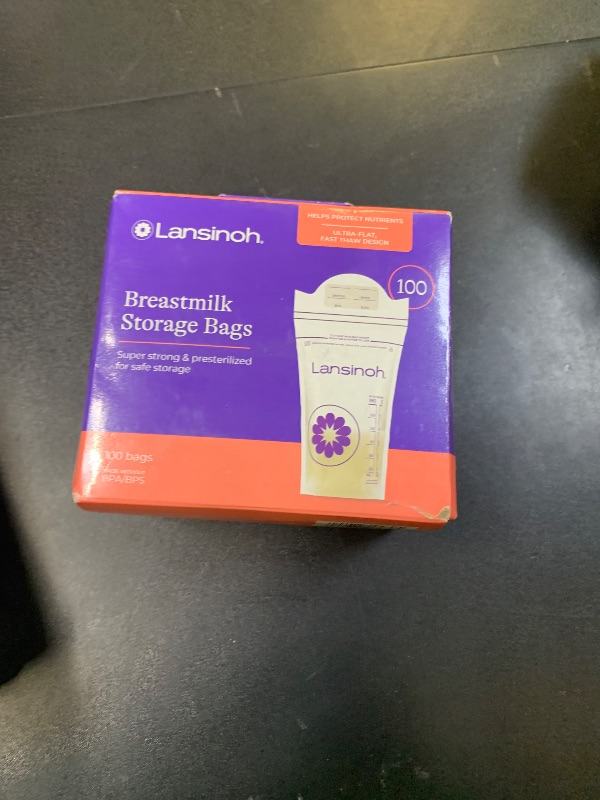 Lansinoh®
HELPS PROTECT NUTRIENTS
ULTRA-FLAT,
FAST THAW DESIGN
100
Breastmilk
Storage Bags
Super strong & presterilized
for safe storage
Lansinoh
100 bags
BPA/BPS